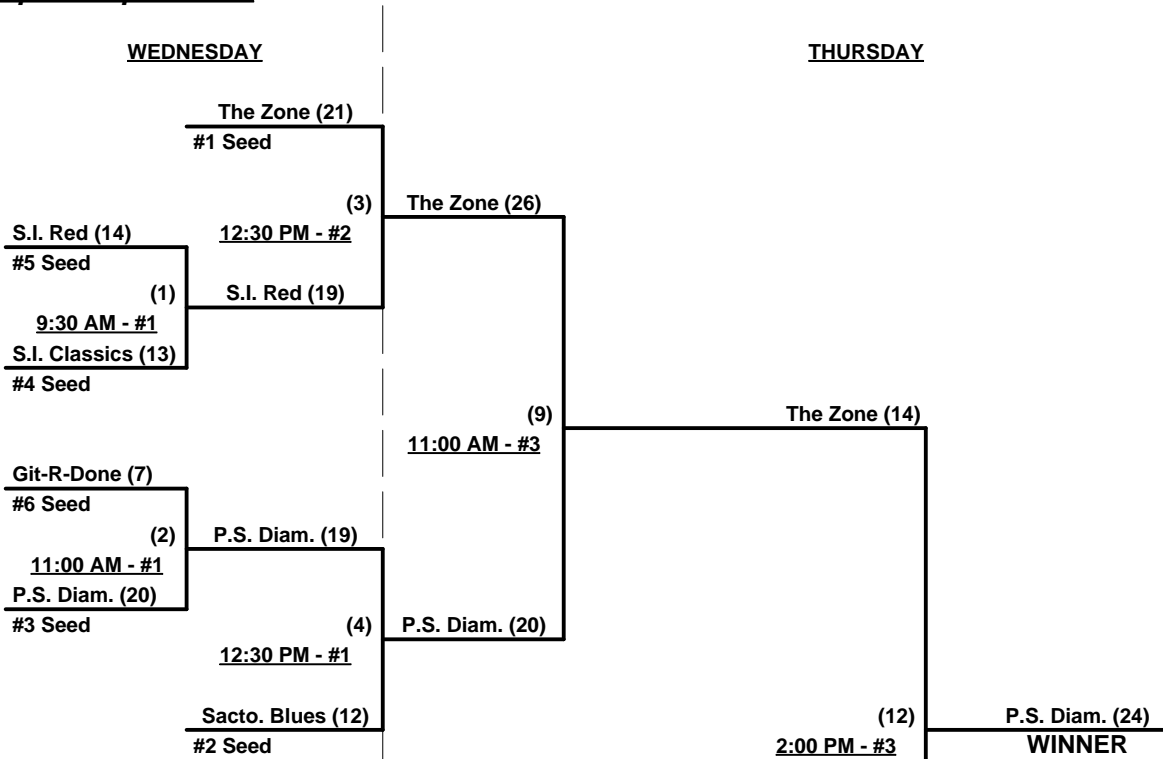 WEDNESDAY
THURSDAY
The Zone (21)
#1 Seed
(3)
The Zone (26)
S.I. Red (14)
12:30 PM - #2
#5 Seed
(1)
S.I. Red (19)
9:30 AM - #1
S.I. Classics (13)
#4 Seed
(9)
The Zone (14)
11:00 AM - #3
Git-R-Done (7)
#6 Seed
(2)
P.S. Diam. (19)
11:00 AM - #1
P.S. Diam. (20)
#3 Seed
(4)
P.S. Diam. (20)
12:30 PM - #1
Sacto. Blues (12)
(12)
P.S. Diam. (24)
#2 Seed
2:00 PM - #3
WINNER